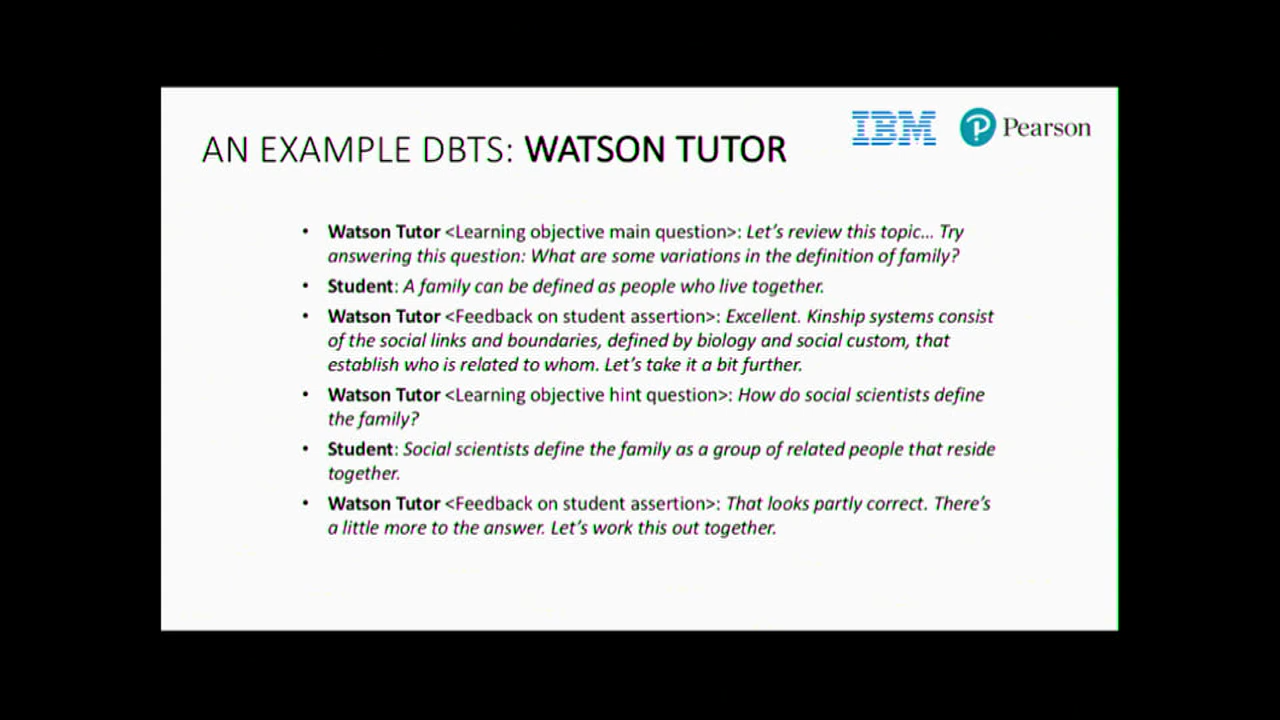 AN EXAMPLE DBTS: WATSON TUTOR
IBM
Pearson
• Watson Tutor <Learning objective main question>: Let's review this topic... Try
answering this question: What are some variations in the definition of family?
• Student: A family can be defined as people who live together.
• Watson Tutor <Feedback on student assertion>: Excellent. Kinship systems consist
of the social links and boundaries, defined by biology and social custom, that
establish who is related to whom. Let's take it a bit further.
• Watson Tutor <Learning objective hint question>: How do social scientists define
the family?
• Student: Social scientists define the family as a group of related people that reside
together.
• Watson Tutor <Feedback on student assertion>: That looks partly correct. There's
a little more to the answer. Let's work this out together.